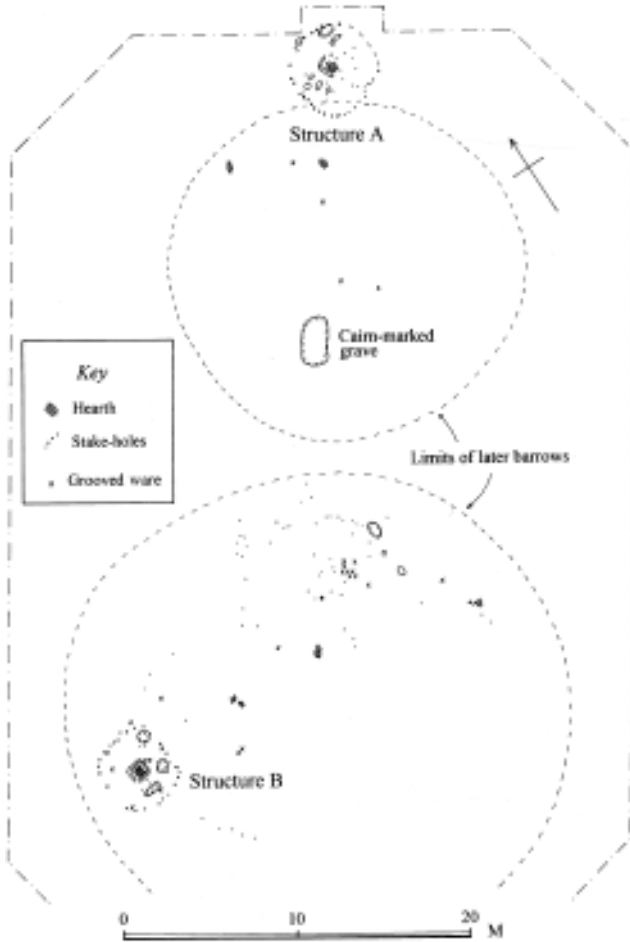 Structure A
Cairn-marked
grave
Key
Hearth
Stake-holes
Grooved ware
Limits of later barrows
Structure B
0 10 20 M